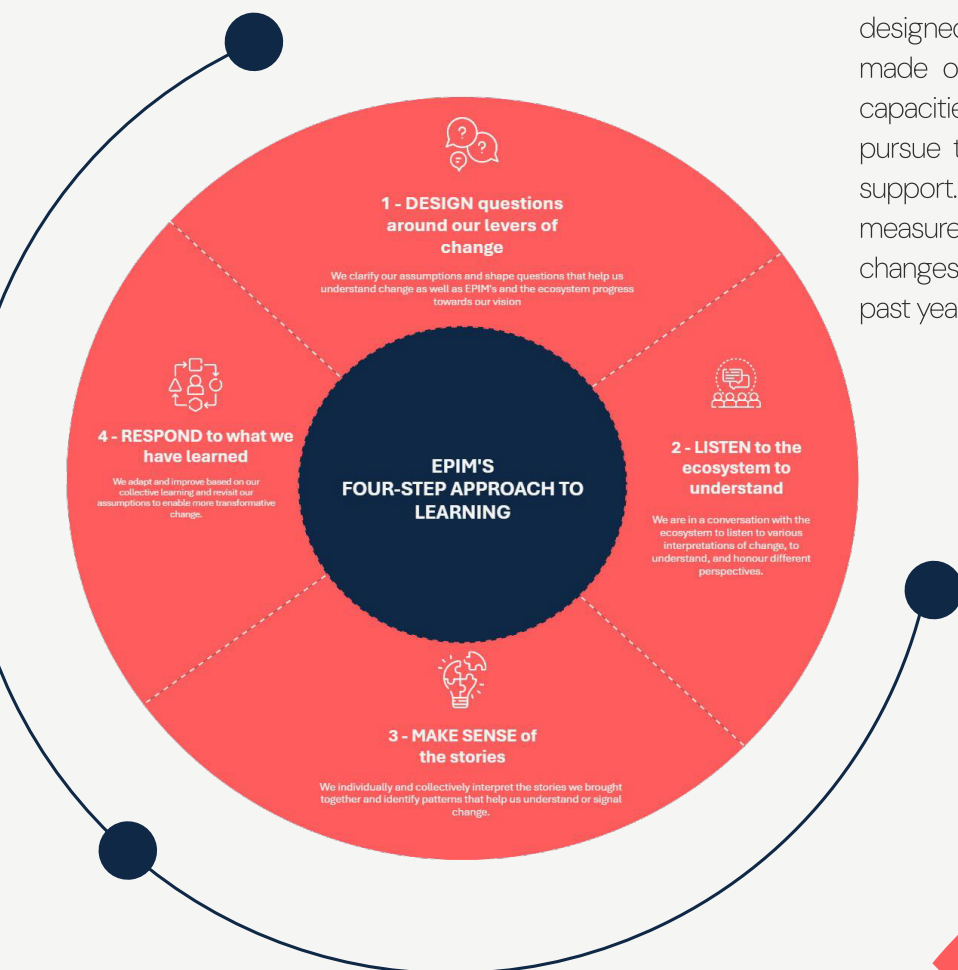 1 - DESIGN questions
around our levers of
change
We clarify our assumptions and shape questions that help us
understand change as well as EPIM's and the ecosystem progress
towards our vision
2 - LISTEN to the
ecosystem to
understand
We are in a conversation with the
ecosystem to listen to various
interpretations of change, to
understand, and honour different
perspectives.
3 - MAKE SENSE of
the stories
We individually and collectively interpret the stories we brought
together and identify patterns that help us understand or signal
change.
4 - RESPOND to what we
have learned
We adapt and improve based on our
collective learning and revisit our
assumptions to enable more transformative
change.
EPIM'S
FOUR-STEP APPROACH TO
LEARNING
designed
made
pursue
support.
measure
changes
past